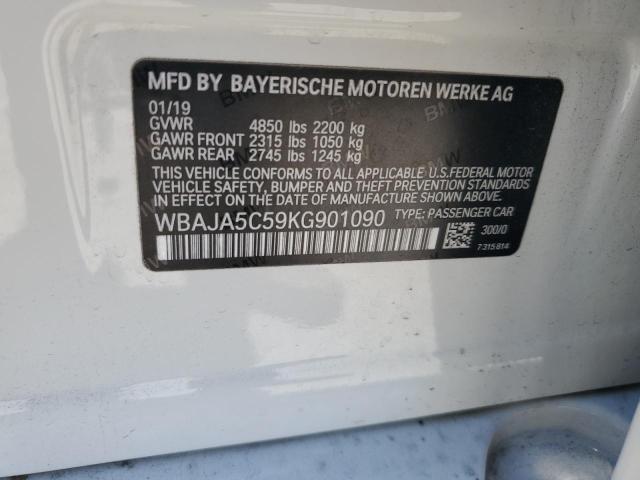 MFD BY BAYERISCHE MOTOREN WERKE AG
01/19
GVWR 4850 lbs 2200 kg
GAWR FRONT 2315 lbs 1050 kg
GAWR REAR 2745 lbs 1245 kg
THIS VEHICLE CONFORMS TO ALL APPLICABLE U.S.FEDERAL MOTOR
VEHICLE SAFETY, BUMPER AND THEFT PREVENTION STANDARDS
IN EFFECT ON THE DATE OF MANUFACTURE SHOWN ABOVE.
WBAJA5C59KG901090 TYPE: PASSENGER CAR
300/0
7315814